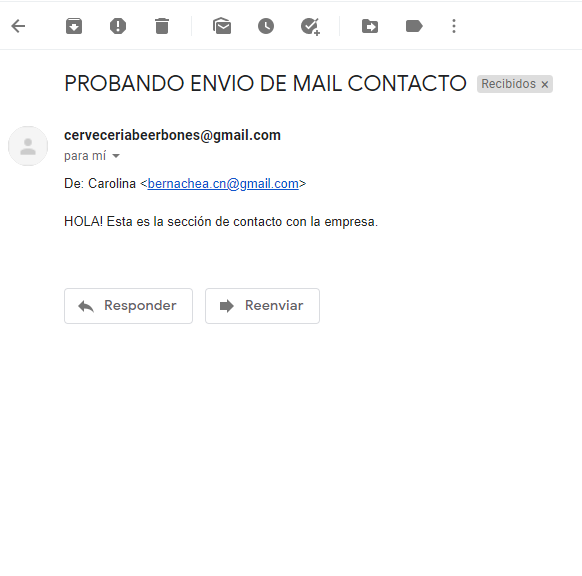 PROBANDO ENVIO DE MAIL CONTACTO Recibidos ×
cerveceriabeerbones@gmail.com
para mí
De: Carolina <bernachea.cn@gmail.com>
HOLA! Esta es la sección de contacto con la empresa.
Responder Reenviar